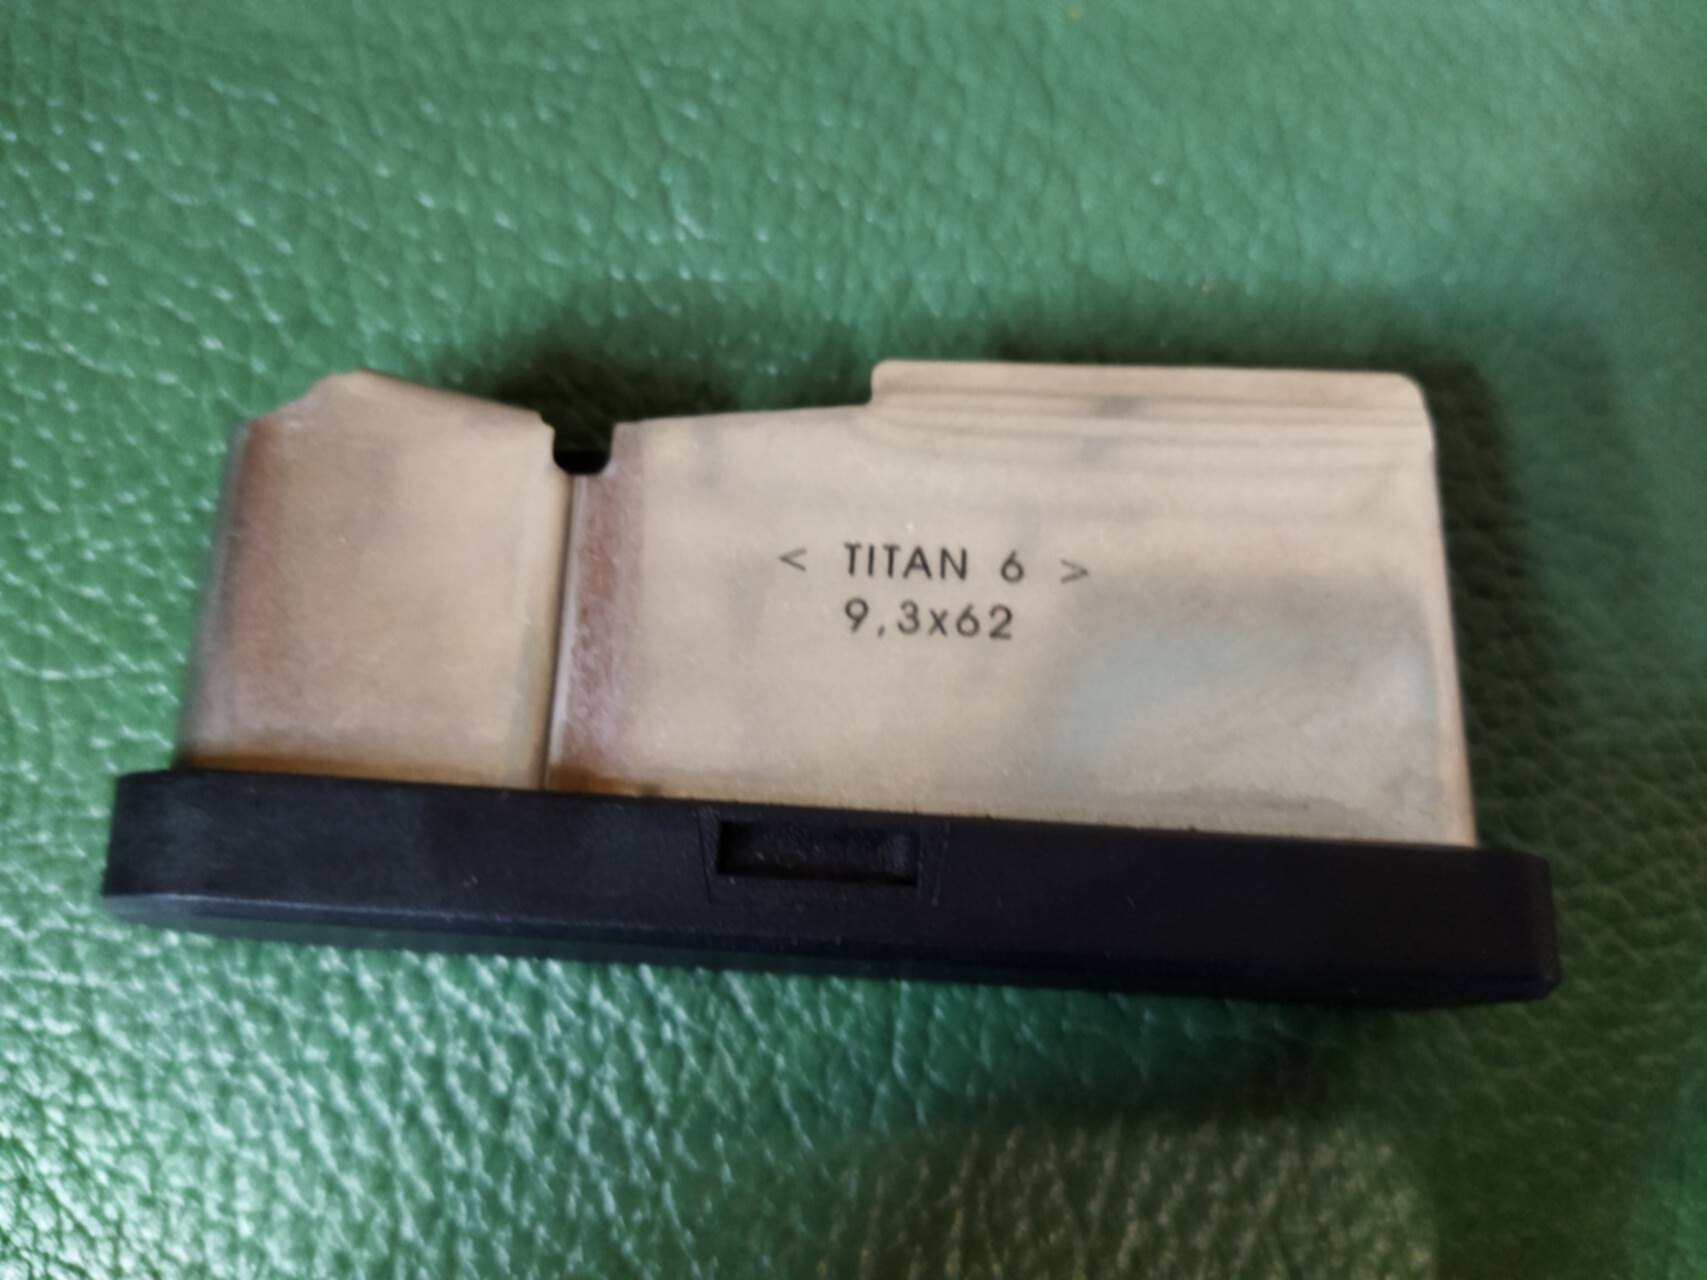 < TITAN 6 >
9,3x62